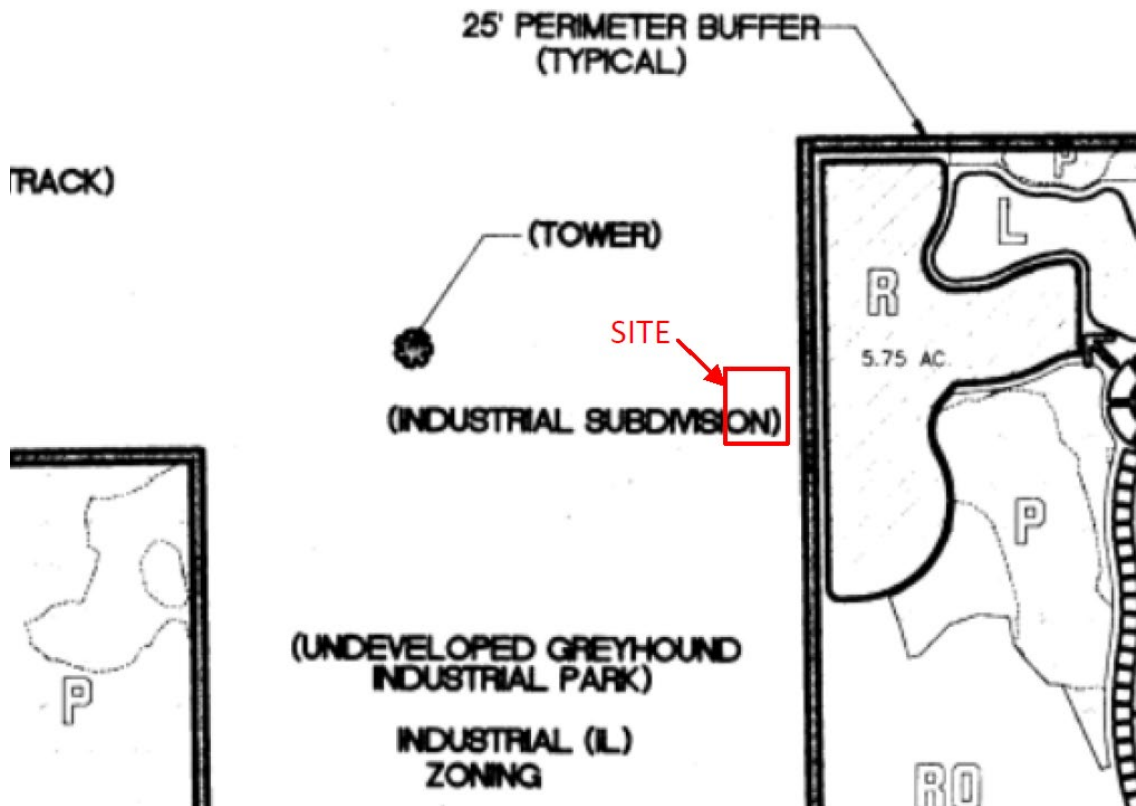 25' PERIMETER BUFFER
(TYPICAL)
TRACK)
P
L
(TOWER)
R
SITE
5.75 AC.
(INDUSTRIAL SUBDIVISION)
P
(UNDEVELOPED GREYHOUND
INDUSTRIAL PARK)
P
INDUSTRIAL (IL)
ZONING
RO